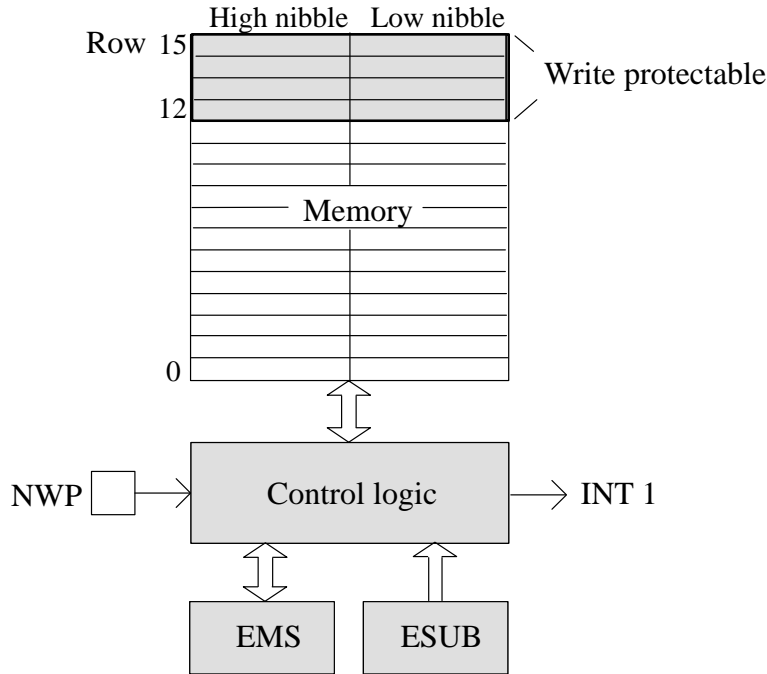 High nibble Low nibble
Row 15
Write protectable
12
Memory
0
NWP
Control logic
INT 1
EMS
ESUB